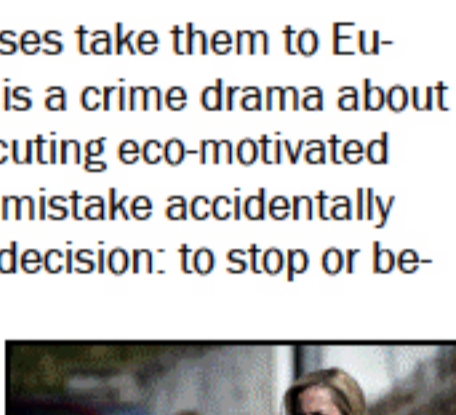 ses take them to Eu-
is a crime drama about
cuting eco-motivated
mistake accidentally
decision: to stop or be-